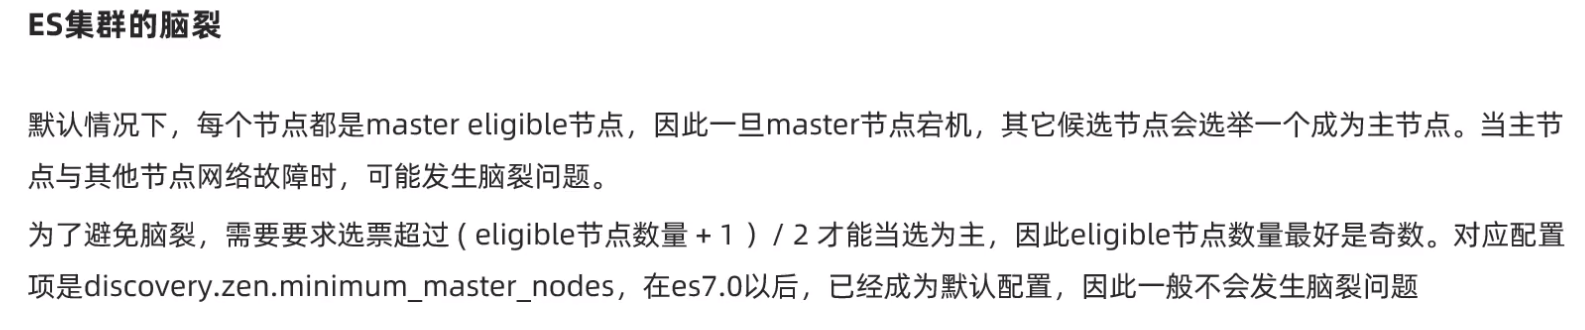 ES集群的脑裂
默认情况下，每个节点都是master eligible节点，因此一旦master节点宕机，其它候选节点会选举一个成为主节点。当主节
点与其他节点网络故障时，可能发生脑裂问题。
为了避免脑裂，需要要求选票超过 ( eligible节点数量 + 1 ）/ 2 才能当选为主，因此eligible节点数量最好是奇数。对应配置
项是discovery.zen.minimum_master_nodes，在es7.0以后，已经成为默认配置，因此一般不会发生脑裂问题